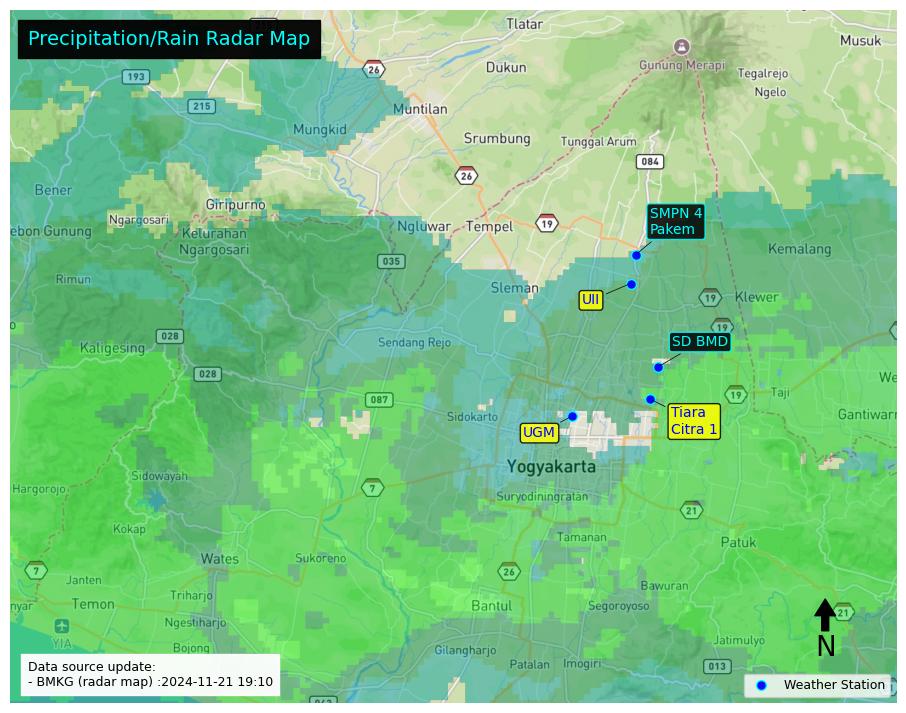 Precipitation/Rain Radar Map
Tlatar
Musuk
193
26
Dukun
Gunung Merapi
Tegalrejo
Ngelo
215
Muntilan
Mungkid
Srumbung
Tunggal Arum
084
26
Bener
Giripurno
Ngargosari
SMPN 4
Pakem
19
Ngluwar
Tempel
ebon Gunung
Kelurahan
Ngargosari
Kemalang
035
Rimun
Sleman
UII
19
Klewer
028
Kaligesing
Sendang Rejo
19
SD BMD
028
087
Sidokarto
19
Taji
We
Tiara
Citra 1
Gantiwar
UGM
Yogyakarta
Sidowayah
Hargorojo
7
Suryodiningratan
21
Kokap
Tamanan
Patuk
Wates
Sukoreno
7
Janten
26
Bawuran
nyar
Temon
Triharjo
Bantul
Segoroyoso
21
Ngestiharjo
N
YIA
Bojong
Gilangharjo
Jatimulyo
Patalan
Imogiri
013
Data source update:
- BMKG (radar map) :2024-11-21 19:10
Weather Station